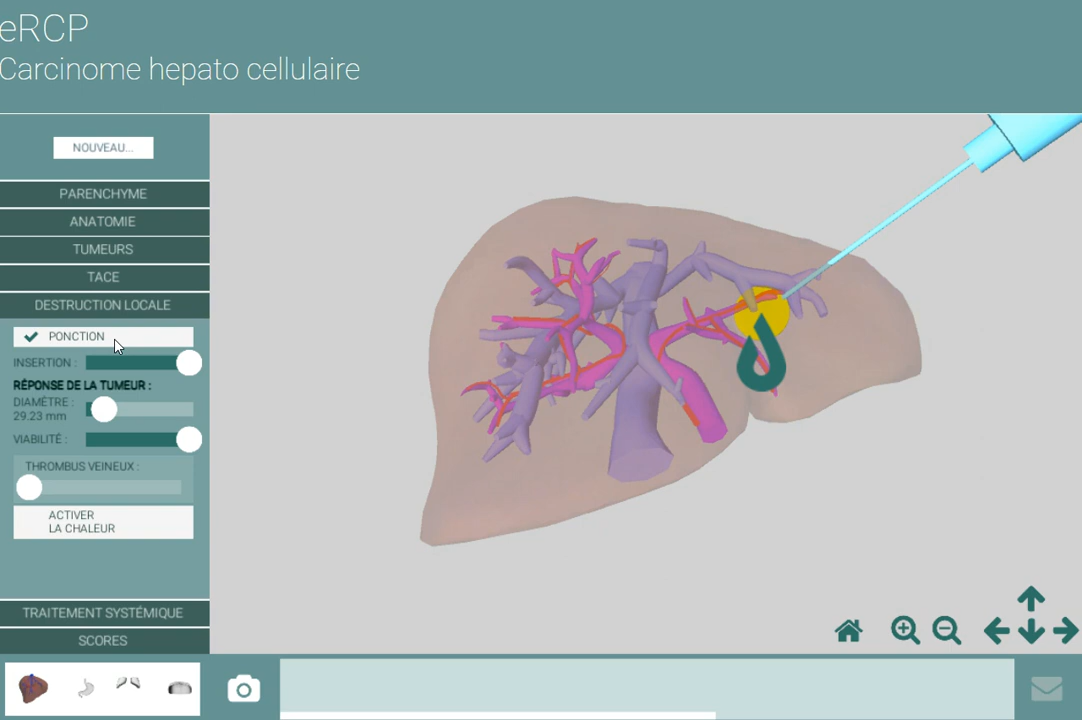 eRCP
Carcinome hepato cellulaire
NOUVEAU...
PARENCHYME
ANATOMIE
TUMEURS
TACE
DESTRUCTION LOCALE
PONCTION
INSERTION :
RÉPONSE DE LA TUMEUR :
DIAMÈTRE :
29.23 mm
VIABILITÉ :
THROMBUS VEINEUX :
ACTIVER
LA CHALEUR
TRAITEMENT SYSTÉMIQUE
SCORES